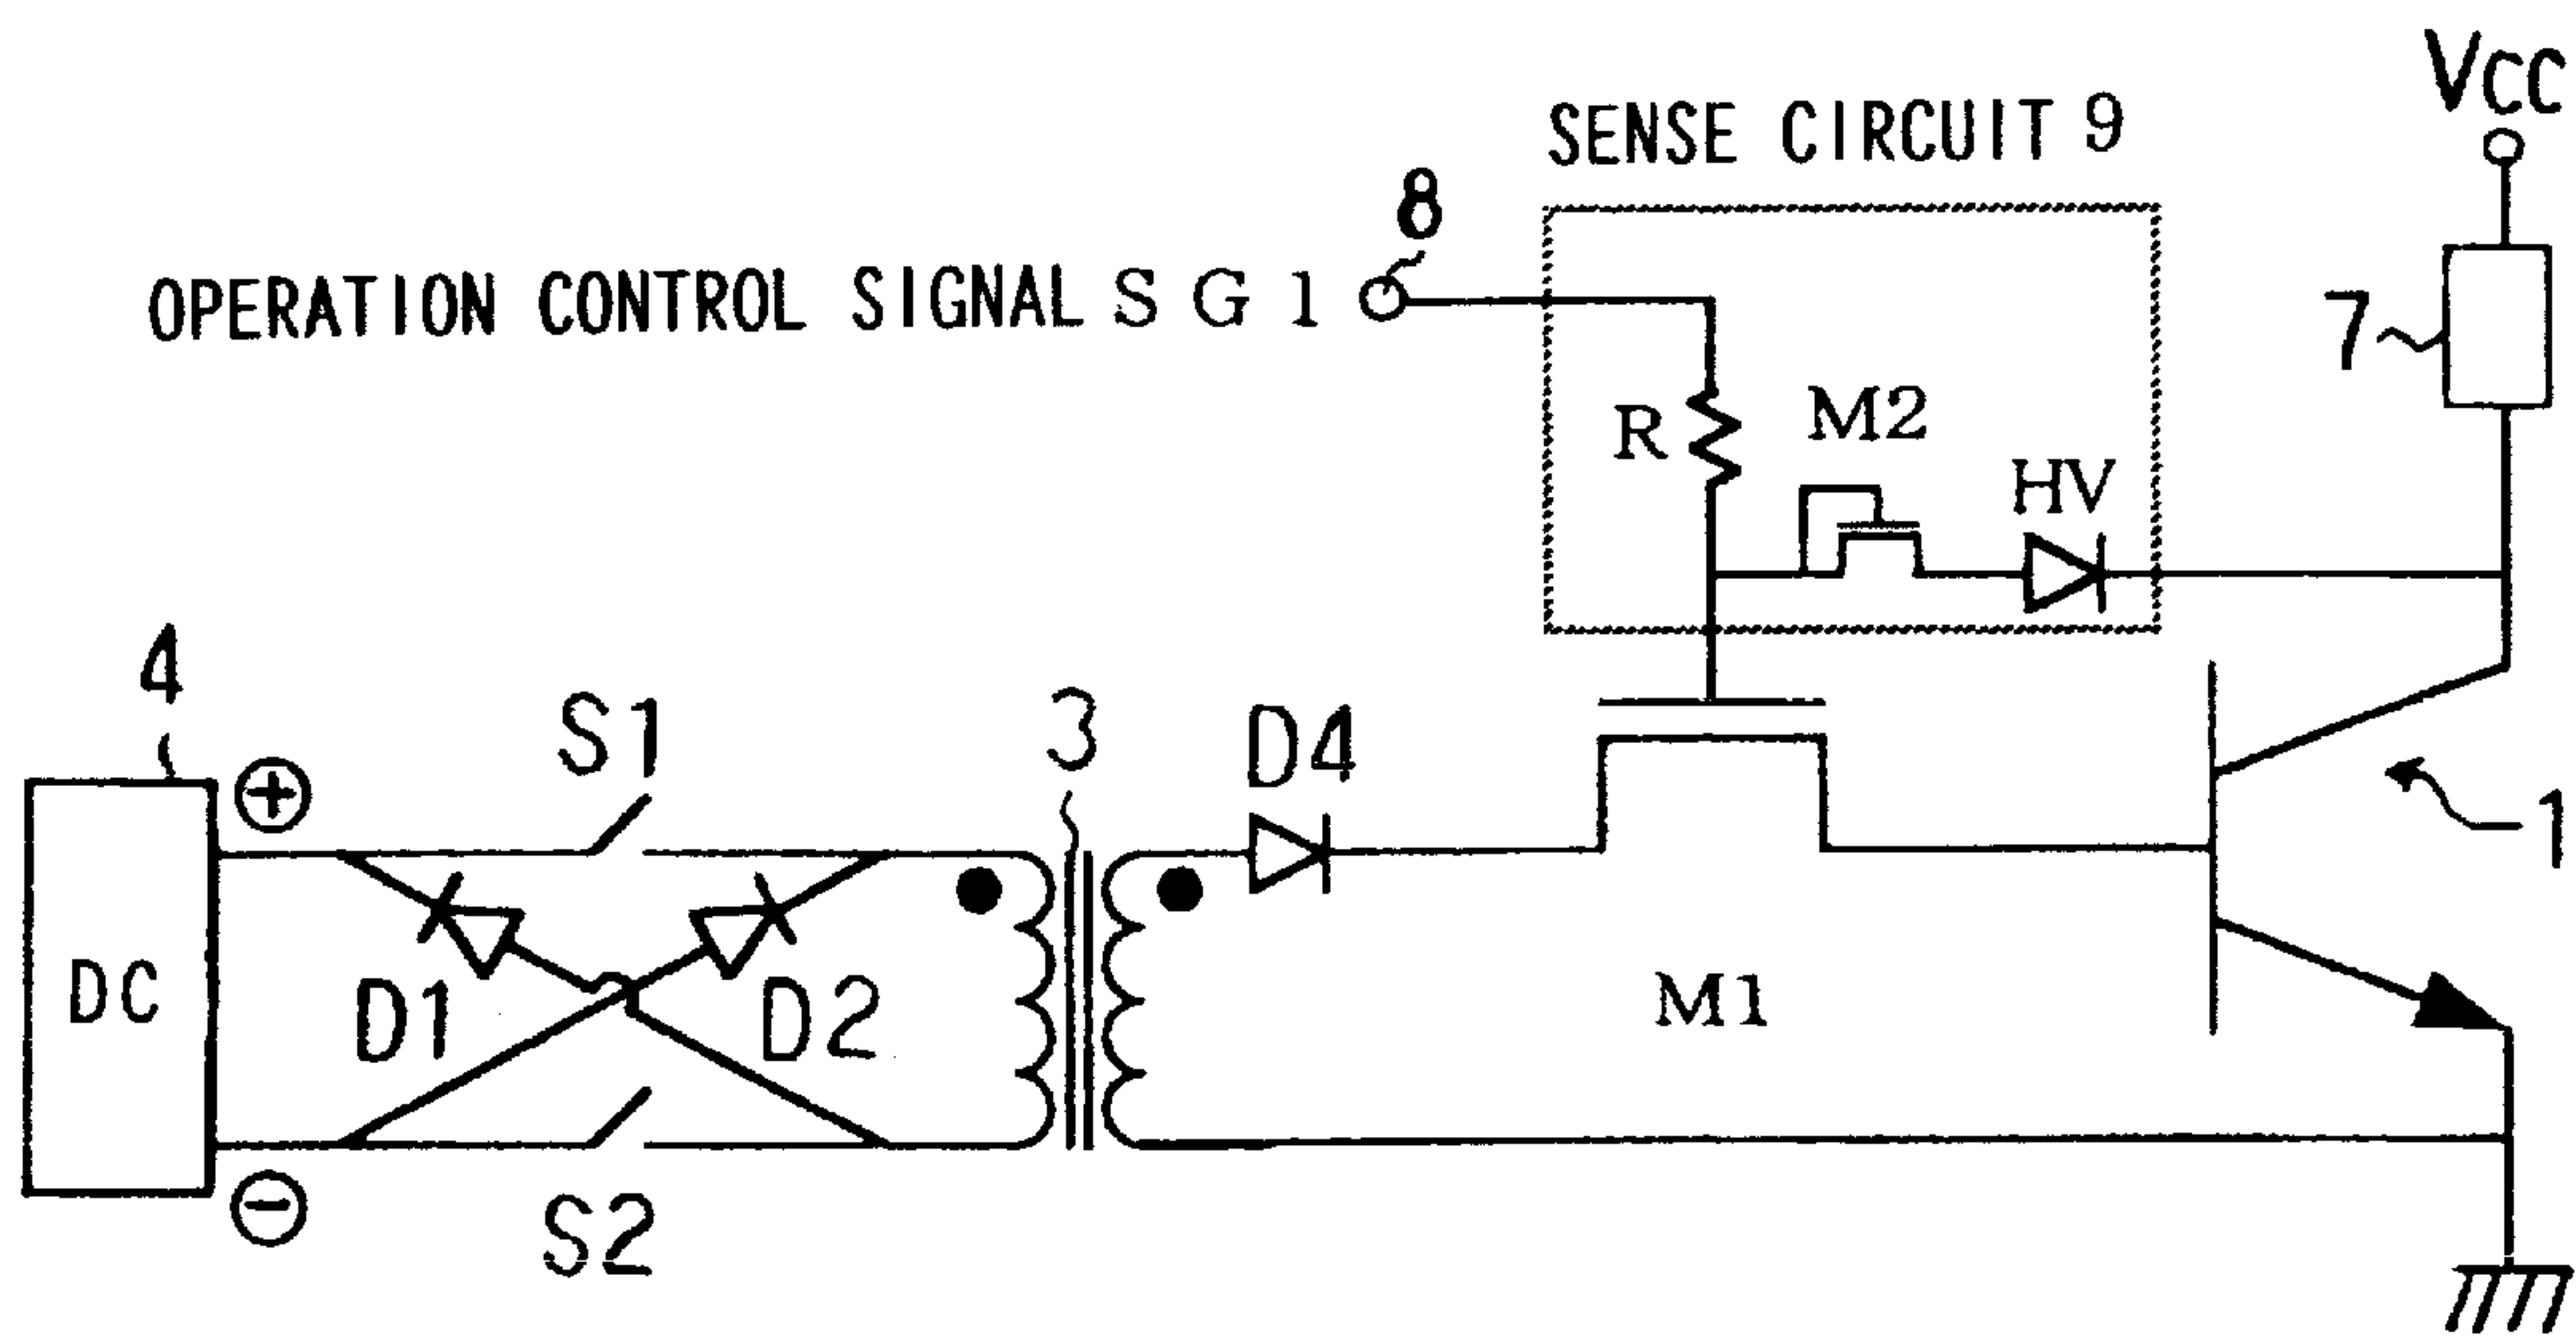 Vcc
SENSE CIRCUIT 9
8
OPERATION CONTROL SIGNAL SG1
7
R
M2
HV
4
S1
3
D4
1
⊕
DC
D1
D2
M1
⊖
S2